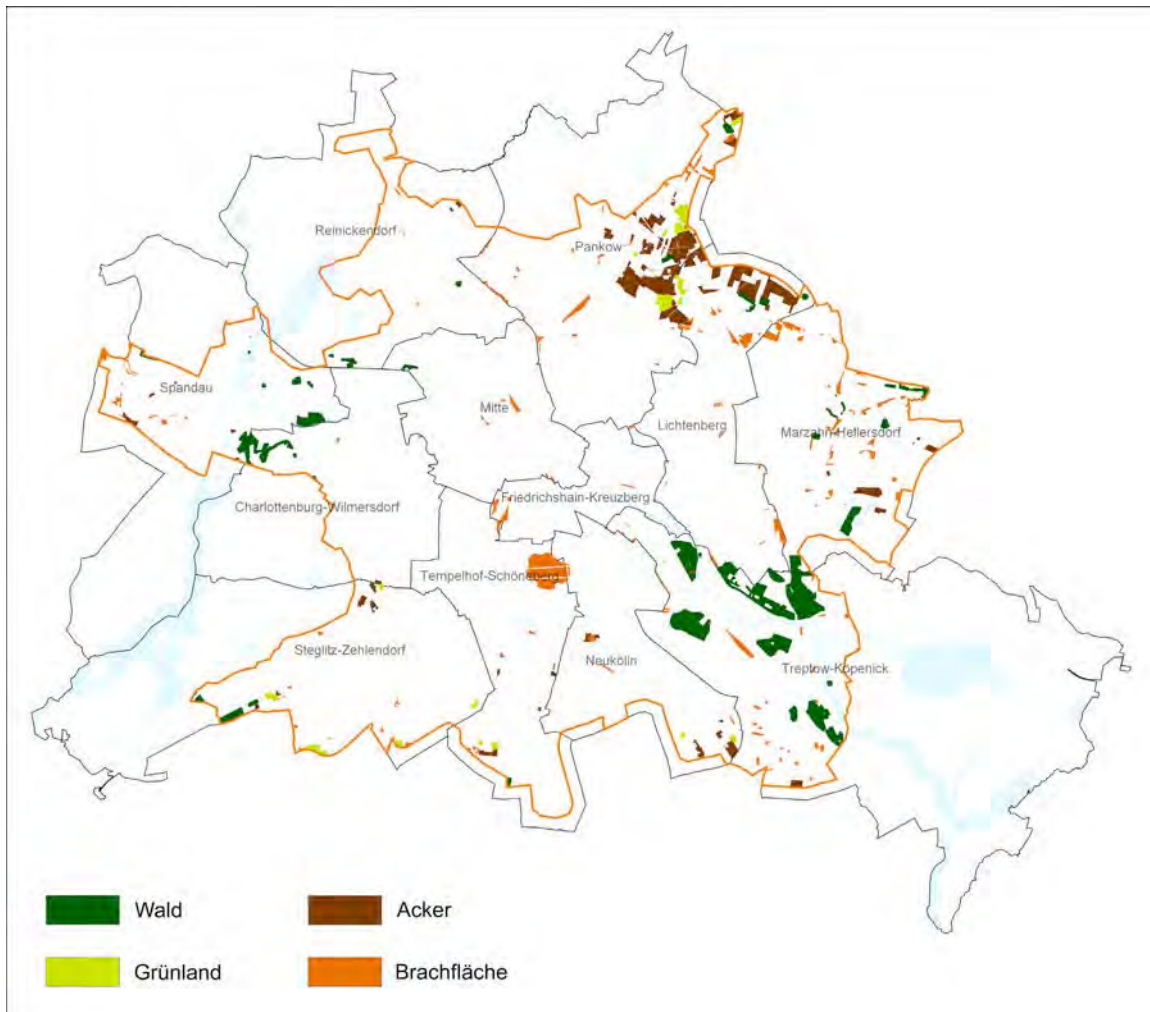 Reinickendorf
Pankow
Spandau
Mitte
Lichtenberg
Marzahn-Hellersdorf
Friedrichshain-Kreuzberg
Charlottenburg-Wilmersdorf
Tempelhof-Schöneberg
Steglitz-Zehlendorf
Neukölln
Treptow-Köpenick
Wald
Acker
Grünland
Brachfläche